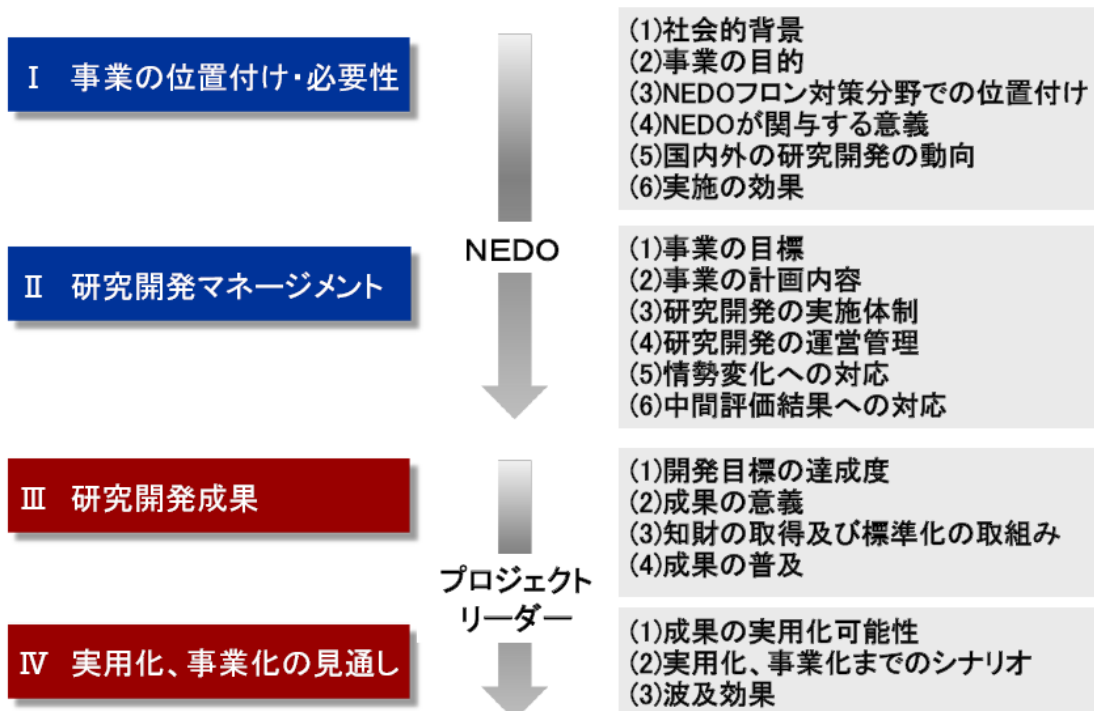 Ⅰ 事業の位置付け・必要性
(1)社会的背景
(2)事業の目的
(3)NEDOフロン対策分野での位置付け
(4)NEDOが関与する意義
(5)国内外の研究開発の動向
(6)実施の効果
NEDO
Ⅱ 研究開発マネージメント
(1)事業の目標
(2)事業の計画内容
(3)研究開発の実施体制
(4)研究開発の運営管理
(5)情勢変化への対応
(6)中間評価結果への対応
Ⅲ 研究開発成果
(1)開発目標の達成度
(2)成果の意義
(3)知財の取得及び標準化の取組み
(4)成果の普及
プロジェクト
リーダー
Ⅳ 実用化、事業化の見通し
(1)成果の実用化可能性
(2)実用化、事業化までのシナリオ
(3)波及効果